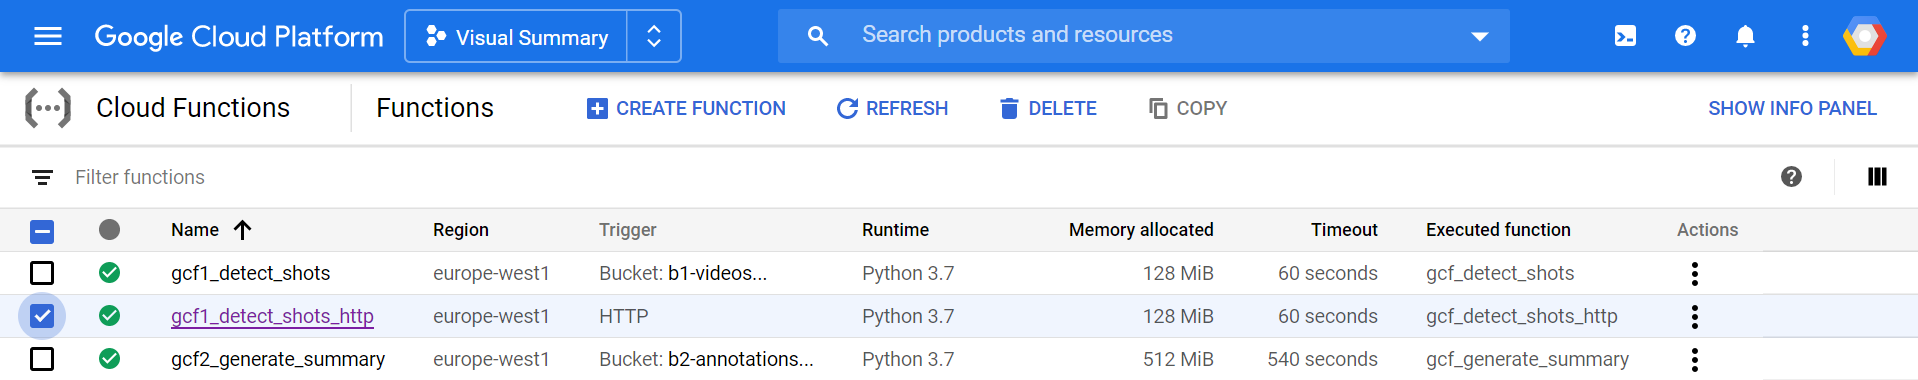 Google Cloud Platform Visual Summary Search products and resources
Cloud Functions Functions CREATE FUNCTION REFRESH DELETE COPY SHOW INFO PANEL
Filter functions
Name Region Trigger Runtime Memory allocated Timeout Executed function Actions
gcf1_detect_shots europe-west1 Bucket: b1-videos... Python 3.7 128 MiB 60 seconds gcf_detect_shots
gcf1_detect_shots_http europe-west1 HTTP Python 3.7 128 MiB 60 seconds gcf_detect_shots_http
gcf2_generate_summary europe-west1 Bucket: b2-annotations... Python 3.7 512 MiB 540 seconds gcf_generate_summary